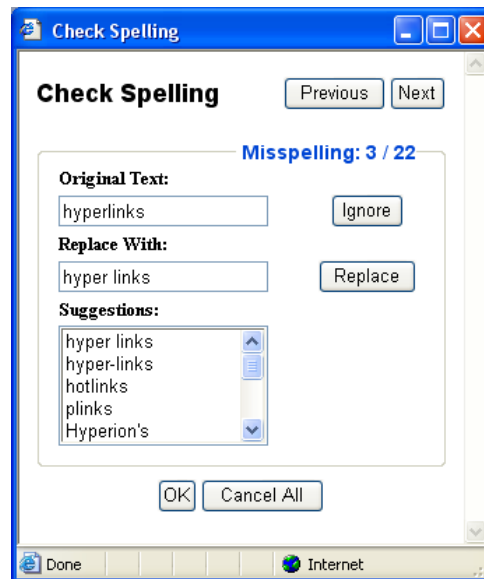 Check Spelling
Check Spelling
Previous Next
Misspelling: 3 / 22
Original Text:
hyperlinks Ignore
Replace With:
hyper links Replace
Suggestions:
hyper links
hyper-links
hotlinks
plinks
Hyperion's
OK Cancel All
Done Internet